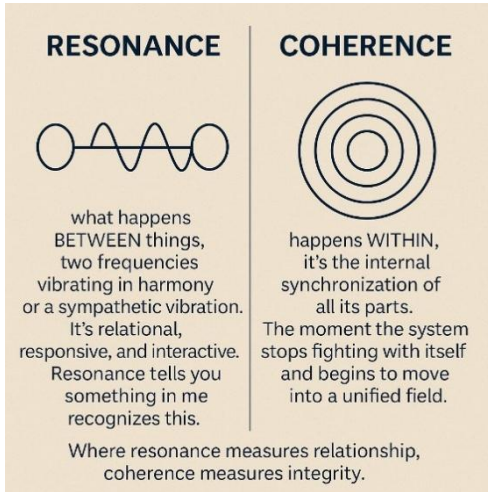 RESONANCE
what happens
BETWEEN things,
two frequencies
vibrating in harmony
or a sympathetic vibration.
It's relational,
responsive, and interactive.
Resonance tells you
something in me
recognizes this.
COHERENCE
happens WITHIN,
it's the internal
synchronization of
all its parts.
The moment the system
stops fighting with itself
and begins to move
into a unified field.
Where resonance measures relationship,
coherence measures integrity.